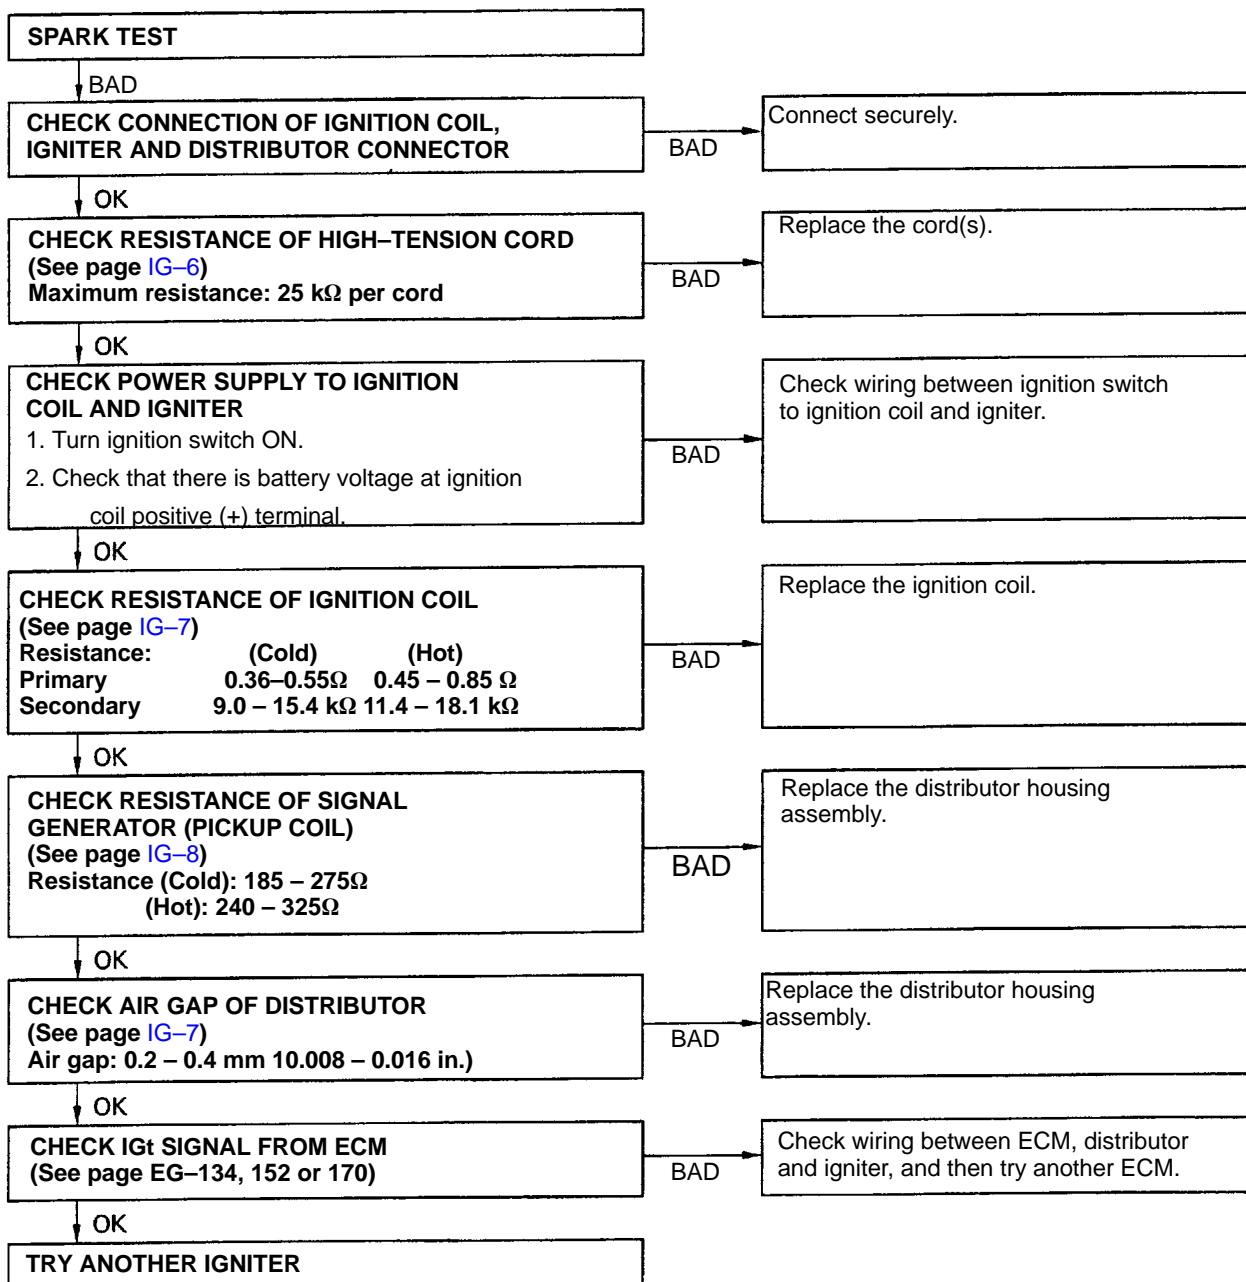 SPARK TEST
BAD
CHECK CONNECTION OF IGNITION COIL,
IGNITER AND DISTRIBUTOR CONNECTOR
BAD
Connect securely.
OK
CHECK RESISTANCE OF HIGH–TENSION CORD
(See page IG–6)
Maximum resistance: 25 kΩ per cord
BAD
Replace the cord(s).
OK
CHECK POWER SUPPLY TO IGNITION
COIL AND IGNITER
1. Turn ignition switch ON.
2. Check that there is battery voltage at ignition
coil positive (+) terminal.
BAD
Check wiring between ignition switch
to ignition coil and igniter.
OK
CHECK RESISTANCE OF IGNITION COIL
(See page IG–7)
Resistance: (Cold) (Hot)
Primary 0.36–0.55Ω 0.45 – 0.85 Ω
Secondary 9.0 – 15.4 kΩ 11.4 – 18.1 kΩ
BAD
Replace the ignition coil.
OK
CHECK RESISTANCE OF SIGNAL
GENERATOR (PICKUP COIL)
(See page IG–8)
Resistance (Cold): 185 – 275Ω
(Hot): 240 – 325Ω
BAD
Replace the distributor housing
assembly.
OK
CHECK AIR GAP OF DISTRIBUTOR
(See page IG–7)
Air gap: 0.2 – 0.4 mm 10.008 – 0.016 in.)
BAD
Replace the distributor housing
assembly.
OK
CHECK IGt SIGNAL FROM ECM
(See page EG–134, 152 or 170)
BAD
Check wiring between ECM, distributor
and igniter, and then try another ECM.
OK
TRY ANOTHER IGNITER